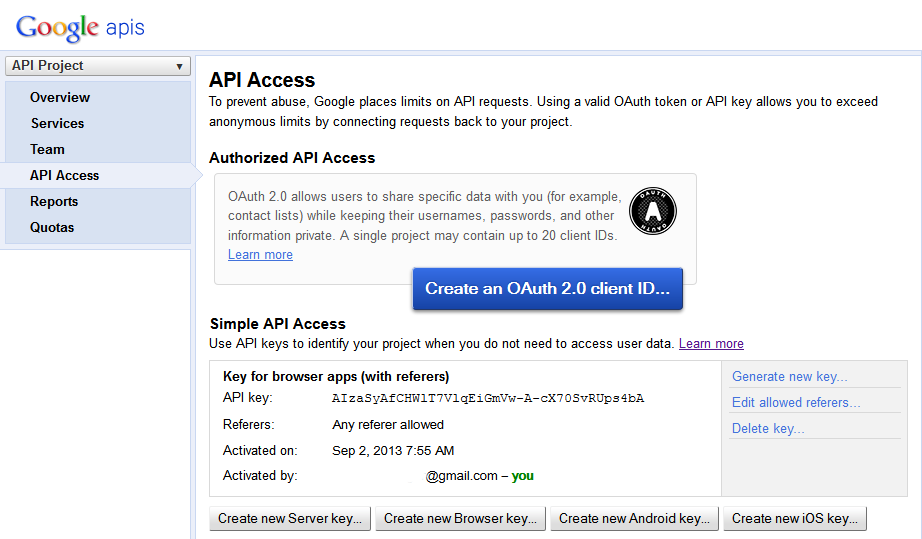 Google apis
API Project
Overview
Services
Team
API Access
Reports
Quotas
API Access
To prevent abuse, Google places limits on API requests. Using a valid OAuth token or API key allows you to exceed
anonymous limits by connecting requests back to your project.
Authorized API Access
OAuth 2.0 allows users to share specific data with you (for example,
contact lists) while keeping their usernames, passwords, and other
information private. A single project may contain up to 20 client IDs.
Learn more
OAUTH
A
OAUTH
Create an OAuth 2.0 client ID...
Simple API Access
Use API keys to identify your project when you do not need to access user data. Learn more
Key for browser apps (with referers)
API key: AIzaSyAfCHWlT7VlqEiGmVw-A-cX70SvRUps4bA
Referers: Any referer allowed
Activated on: Sep 2, 2013 7:55 AM
Activated by: @gmail.com – you
Generate new key...
Edit allowed referers...
Delete key...
Create new Server key... Create new Browser key... Create new Android key... Create new iOS key...